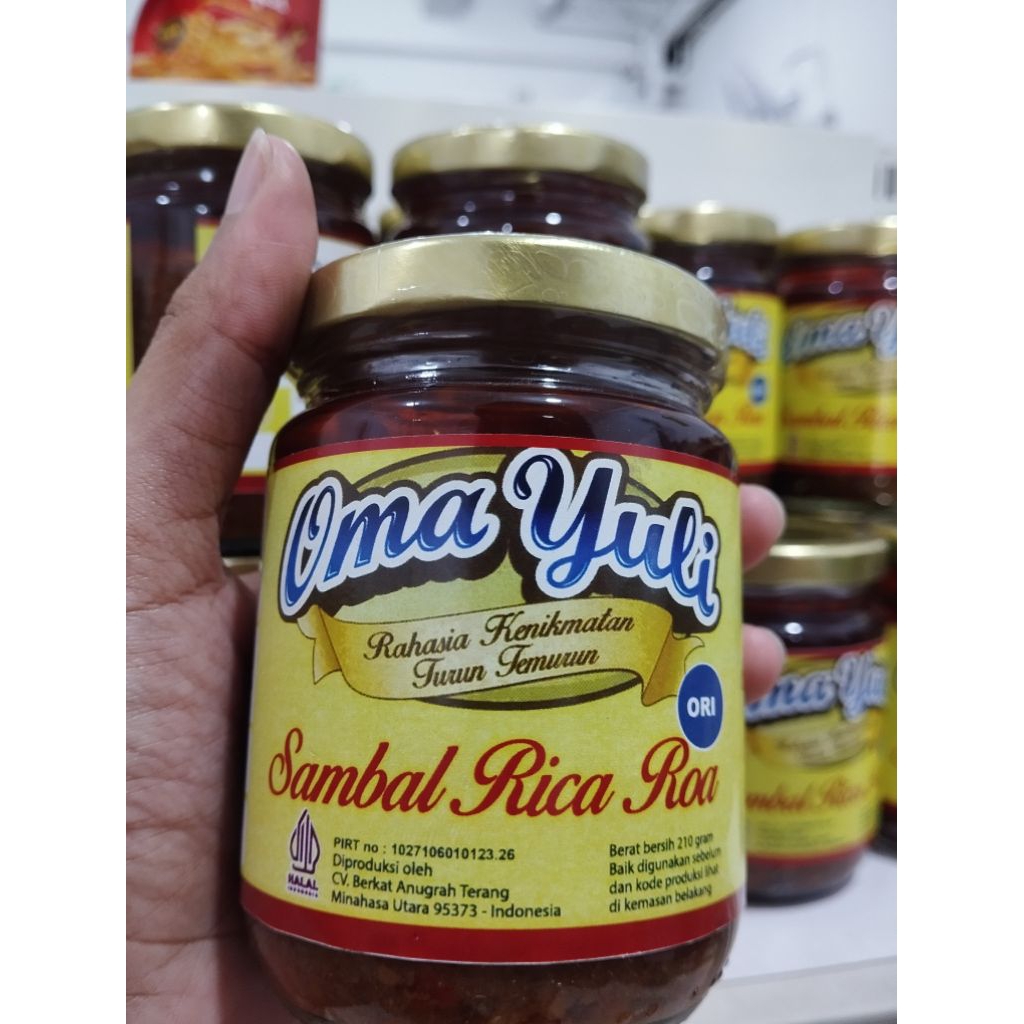 Oma Yuli
Rahasia Kenikmatan
Turun Temurun
ORI
Sambal Rica Roa
HALAL
INDONESIA
PIRT no : 1027106010123.26
Diproduksi oleh
CV. Berkat Anugrah Terang
Minahasa Utara 95373 - Indonesia
Berat bersih 210 gram
Baik digunakan sebelum
dan kode produksi lihat
di kemasan belakang